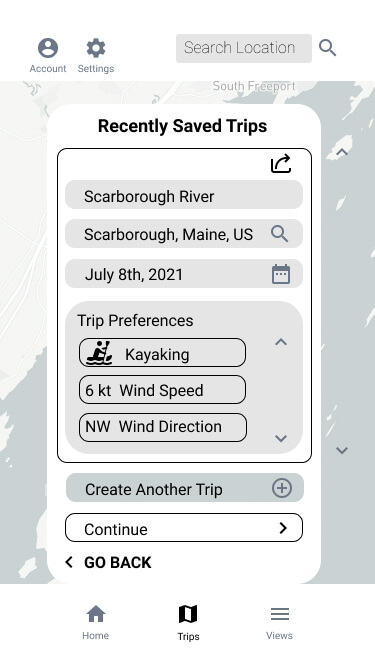 Search Location
Account
Settings
South Freeport
Recently Saved Trips
Scarborough River
Scarborough, Maine, US
July 8th, 2021
Trip Preferences
Kayaking
6 kt Wind Speed
NW Wind Direction
Create Another Trip
Continue
GO BACK
Home
Trips
Views